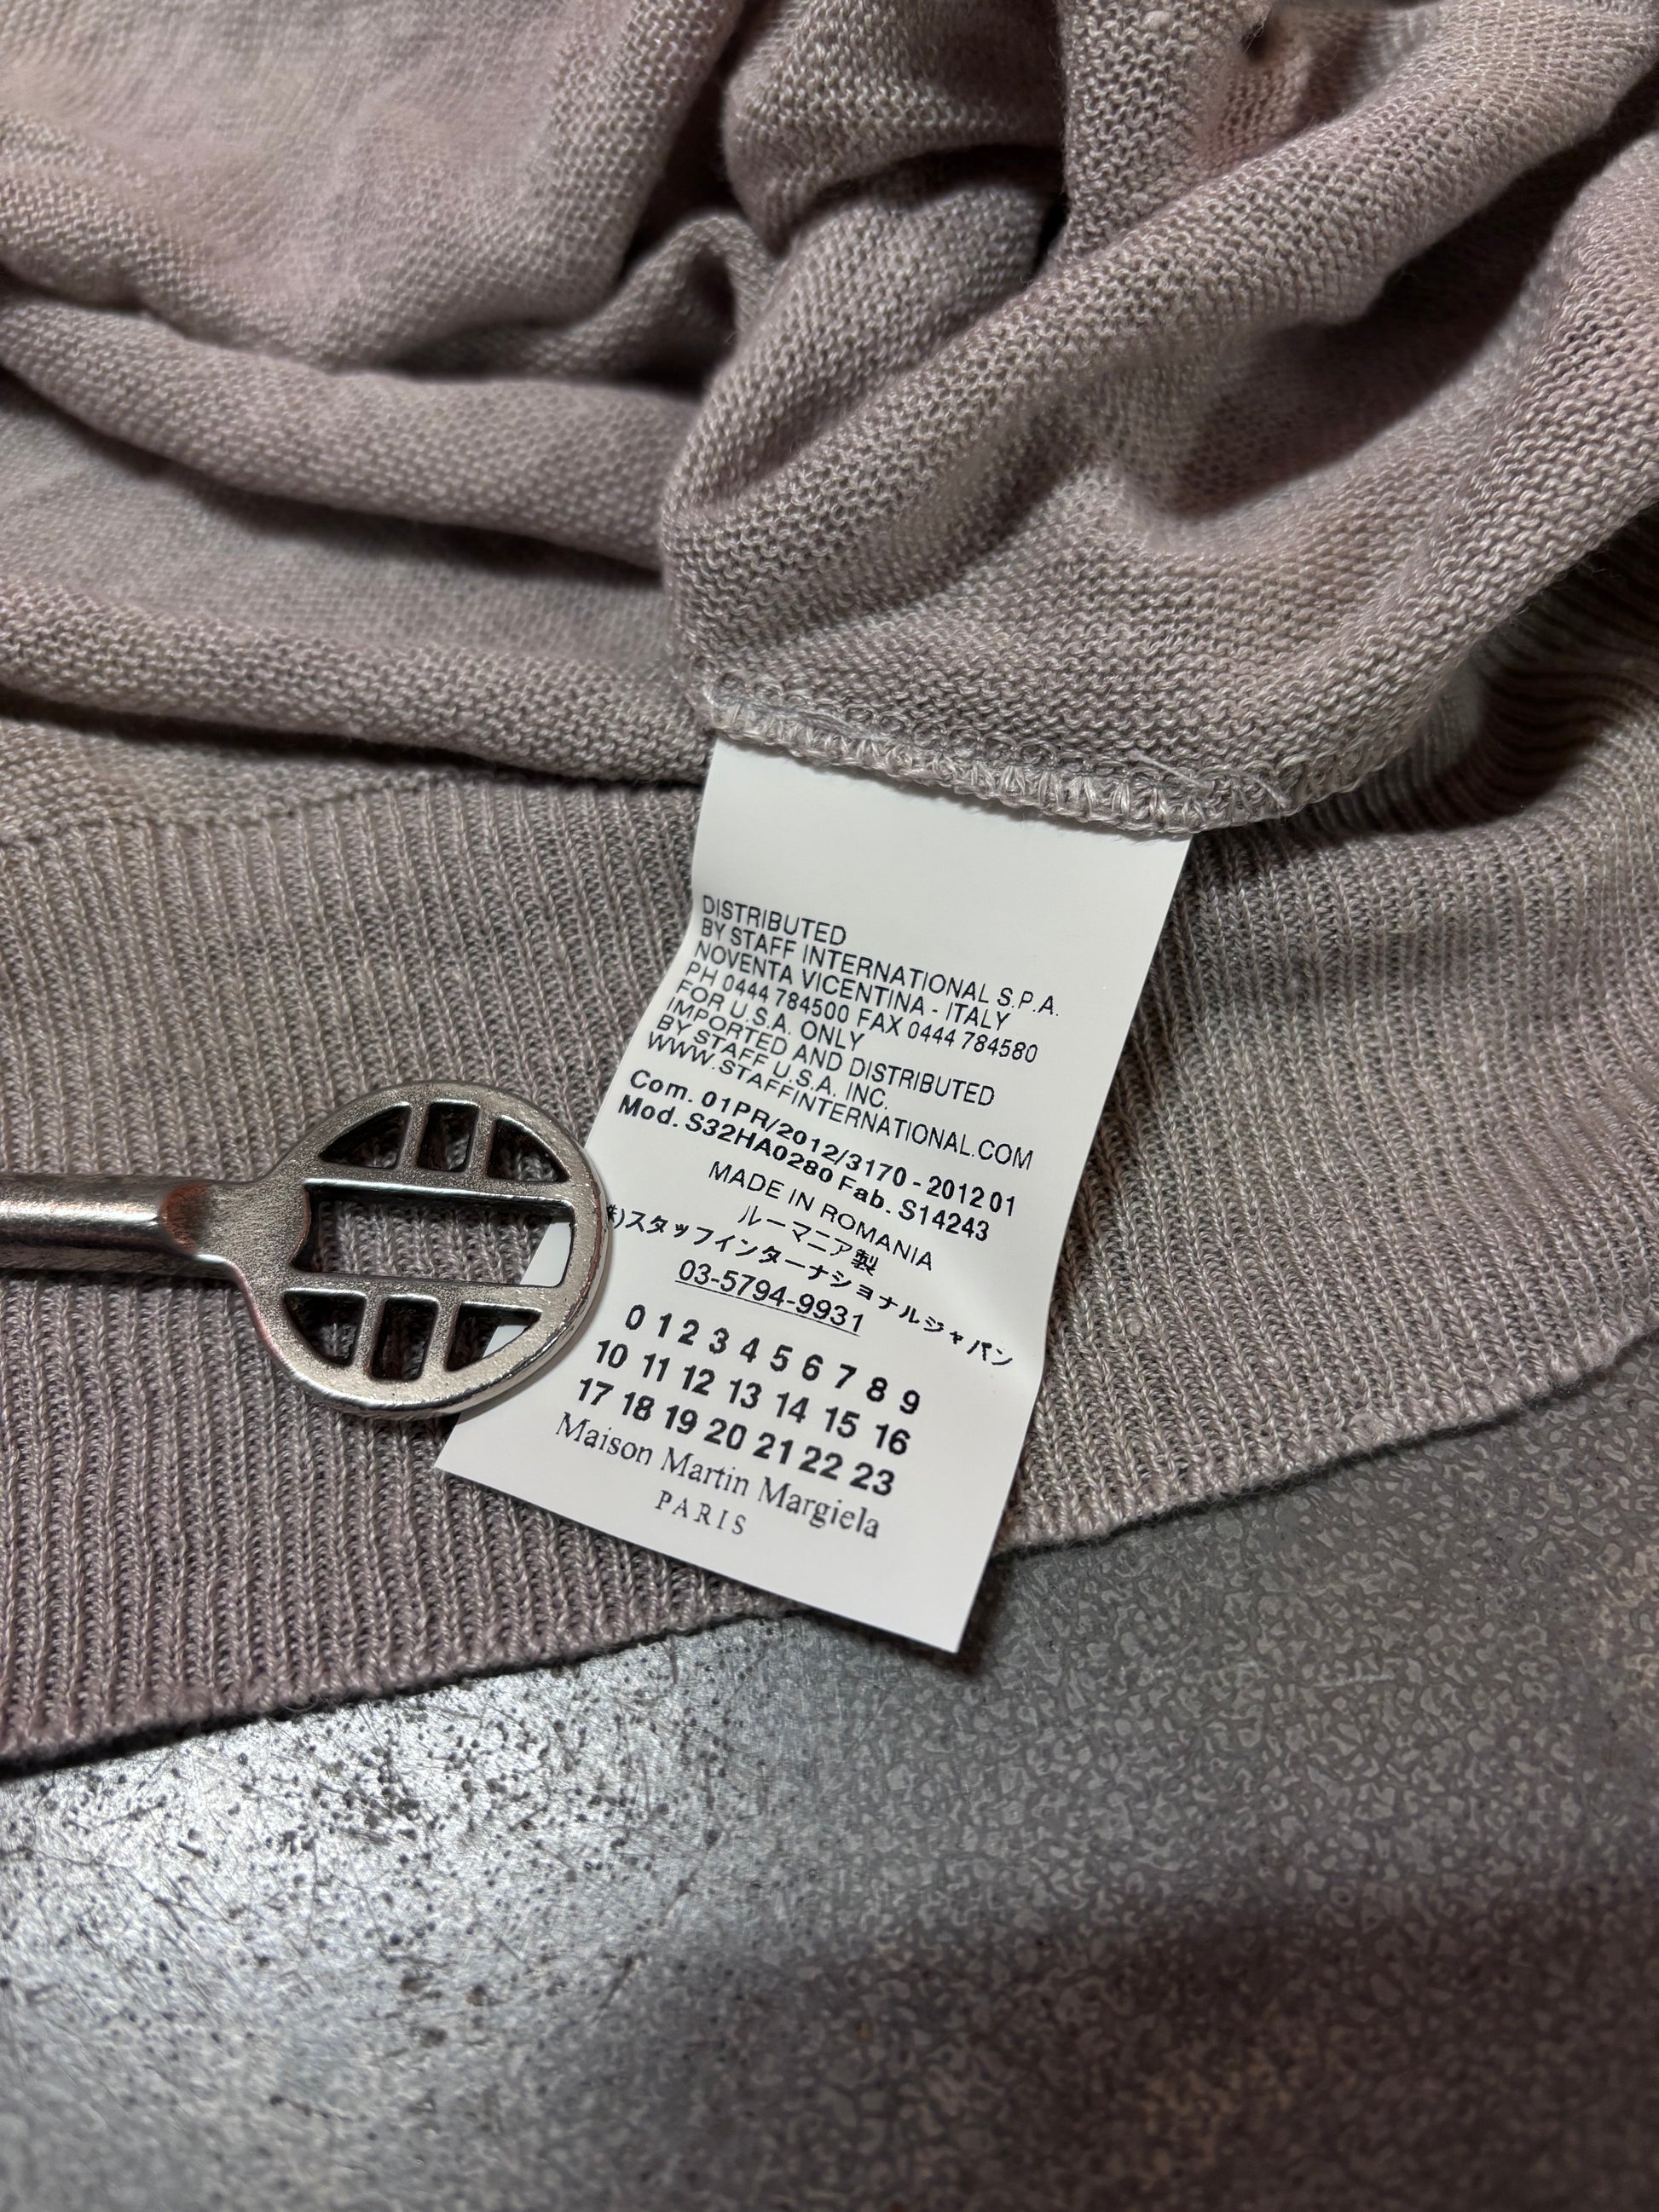 DISTRIBUTED
BY STAFF INTERNATIONAL S.P.A.
NOVENTA VICENTINA - ITALY
PH 0444 784500 FAX 0444 784580
FOR U.S.A. ONLY
IMPORTED AND DISTRIBUTED
BY STAFF U.S.A. INC.
WWW.STAFFINTERNATIONAL.COM
Com. 01PR/2012/3170 - 2012 01
Mod. S32HA0280 Fab. S14243
MADE IN ROMANIA
ルーマニア製
)スタッフインターナショナルジャパン
03-5794-9931
0 1 2 3 4 5 6 7 8 9
10 11 12 13 14 15 16
17 18 19 20 21 22 23
Maison Martin Margiela
PARIS